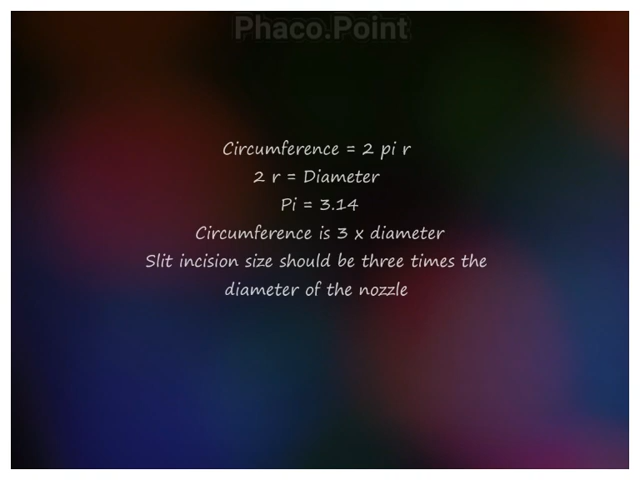 Phaco.Point
Circumference = 2 pi r
2 r = Diameter
Pi = 3.14
Circumference is 3 x diameter
Slit incision size should be three times the
diameter of the nozzle